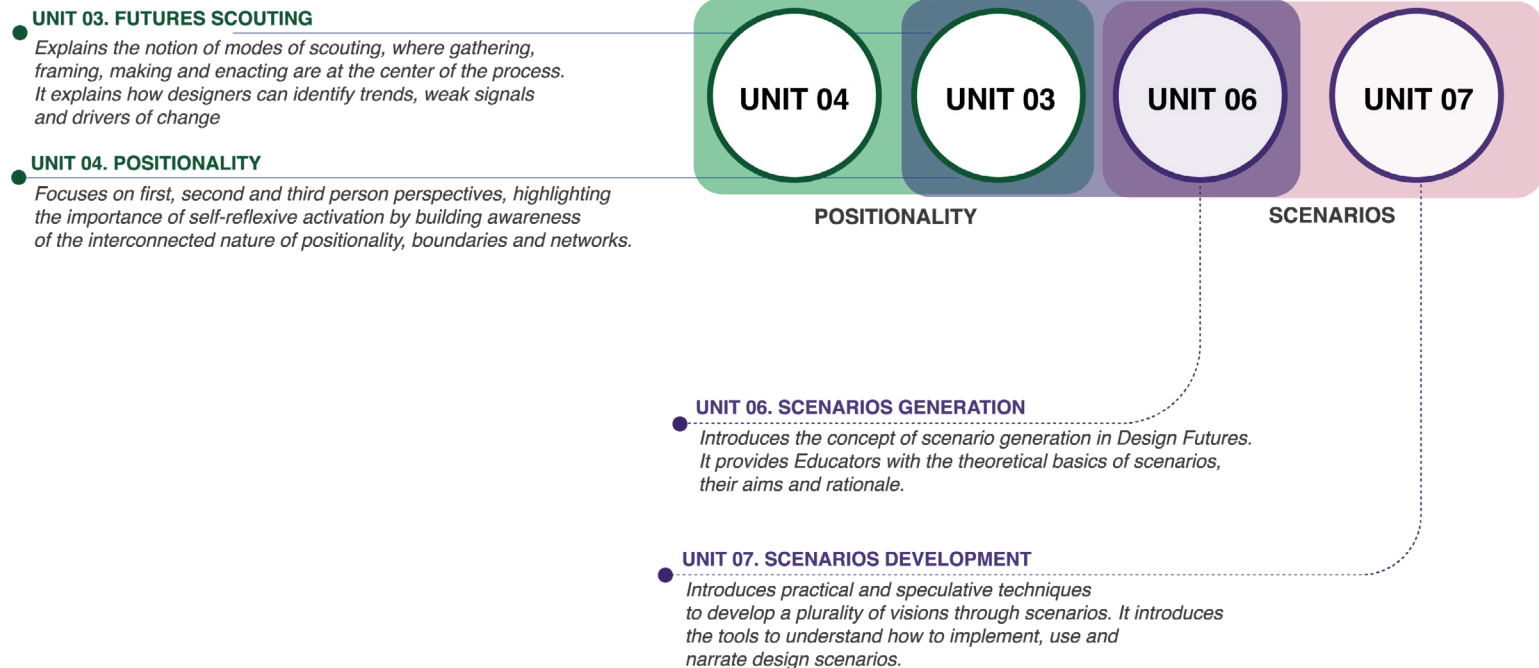 UNIT 03. FUTURES SCOUTING
Explains the notion of modes of scouting, where gathering,
framing, making and enacting are at the center of the process.
It explains how designers can identify trends, weak signals
and drivers of change
UNIT 04. POSITIONALITY
Focuses on first, second and third person perspectives, highlighting
the importance of self-reflexive activation by building awareness
of the interconnected nature of positionality, boundaries and networks.
UNIT 04
UNIT 03
UNIT 06
UNIT 07
POSITIONALITY
SCENARIOS
UNIT 06. SCENARIOS GENERATION
Introduces the concept of scenario generation in Design Futures.
It provides Educators with the theoretical basics of scenarios,
their aims and rationale.
UNIT 07. SCENARIOS DEVELOPMENT
Introduces practical and speculative techniques
to develop a plurality of visions through scenarios. It introduces
the tools to understand how to implement, use and
narrate design scenarios.